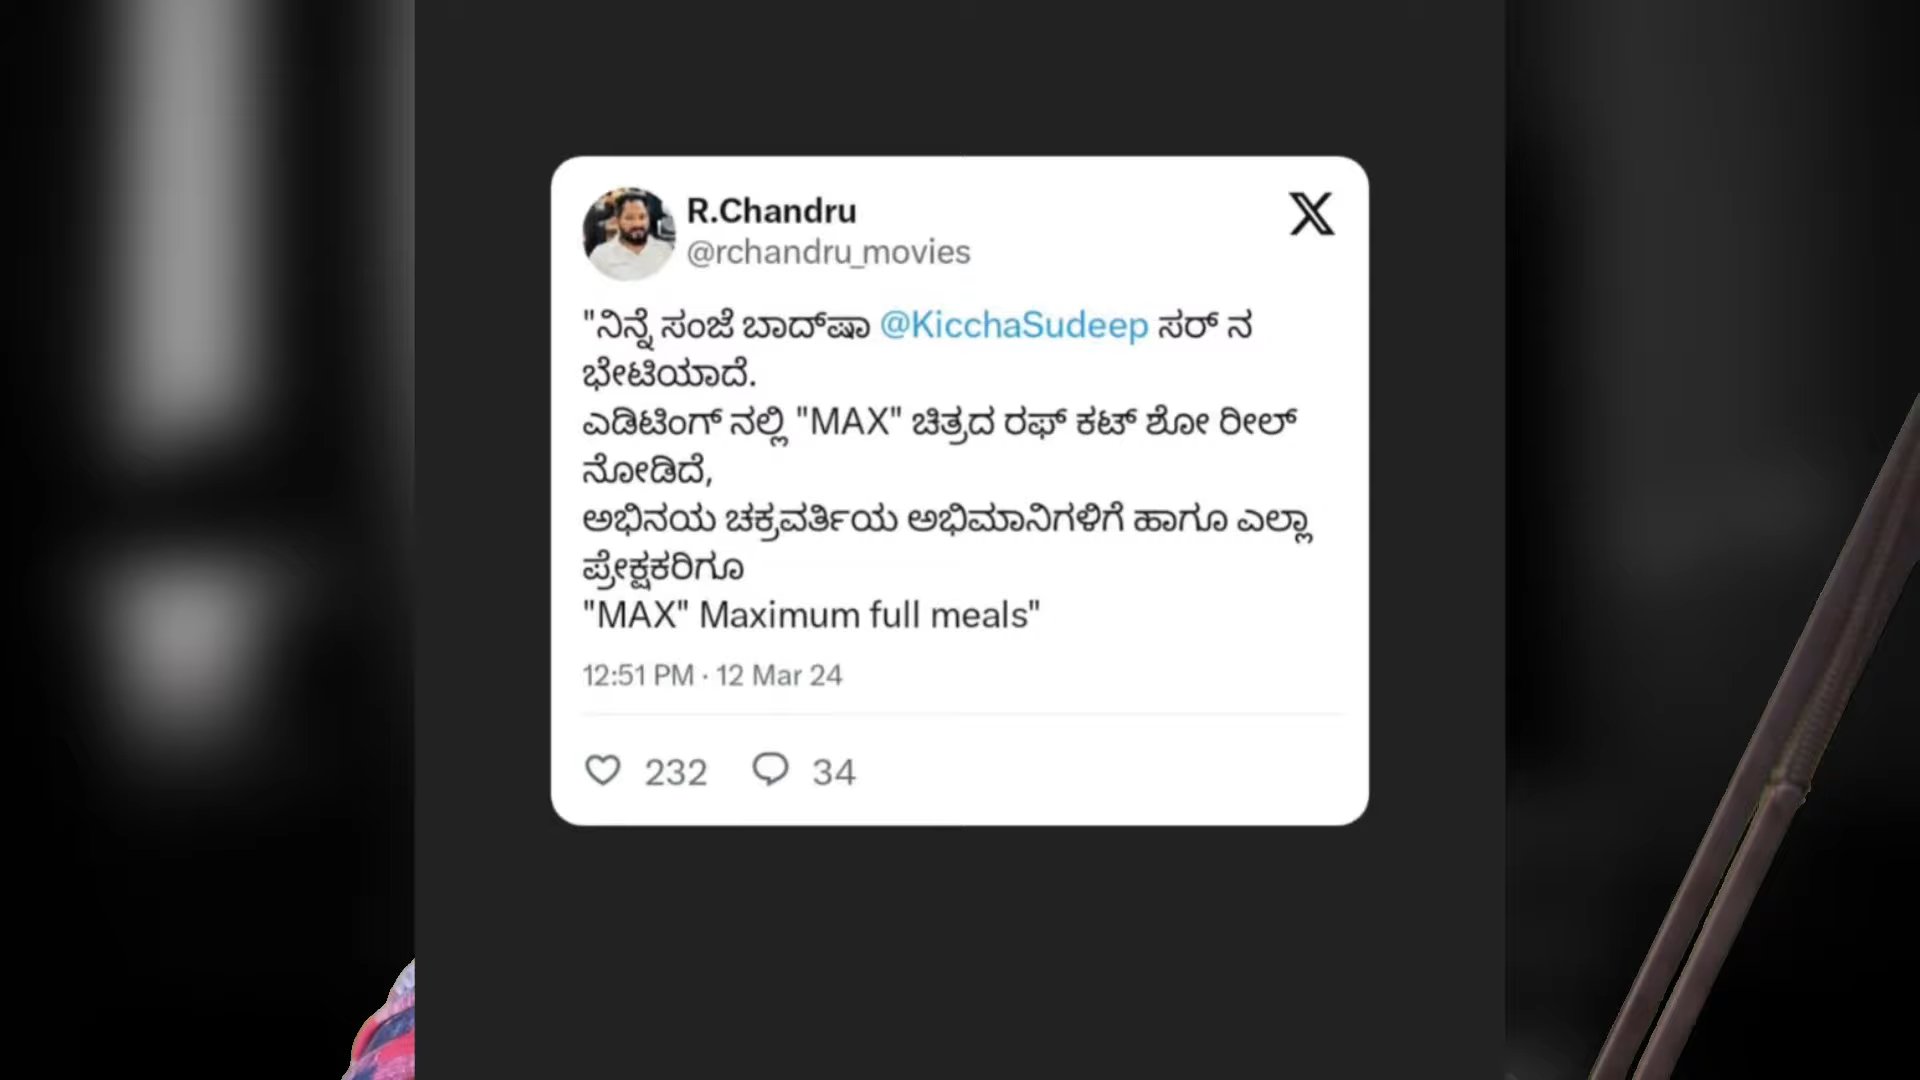 R.Chandru
@rchandru_movies
"ನಿನ್ನೆ ಸಂಜೆ ಬಾದ್‌ಷಾ @KicchaSudeep ಸರ್ ನ
ಭೇಟಿಯಾದೆ.
ಎಡಿಟಿಂಗ್ ನಲ್ಲಿ "MAX" ಚಿತ್ರದ ರಫ್ ಕಟ್ ಶೋ ರೀಲ್
ನೋಡಿದೆ,
ಅಭಿನಯ ಚಕ್ರವರ್ತಿಯ ಅಭಿಮಾನಿಗಳಿಗೆ ಹಾಗೂ ಎಲ್ಲಾ
ಪ್ರೇಕ್ಷಕರಿಗೂ
"MAX" Maximum full meals"
12:51 PM · 12 Mar 24
232 34